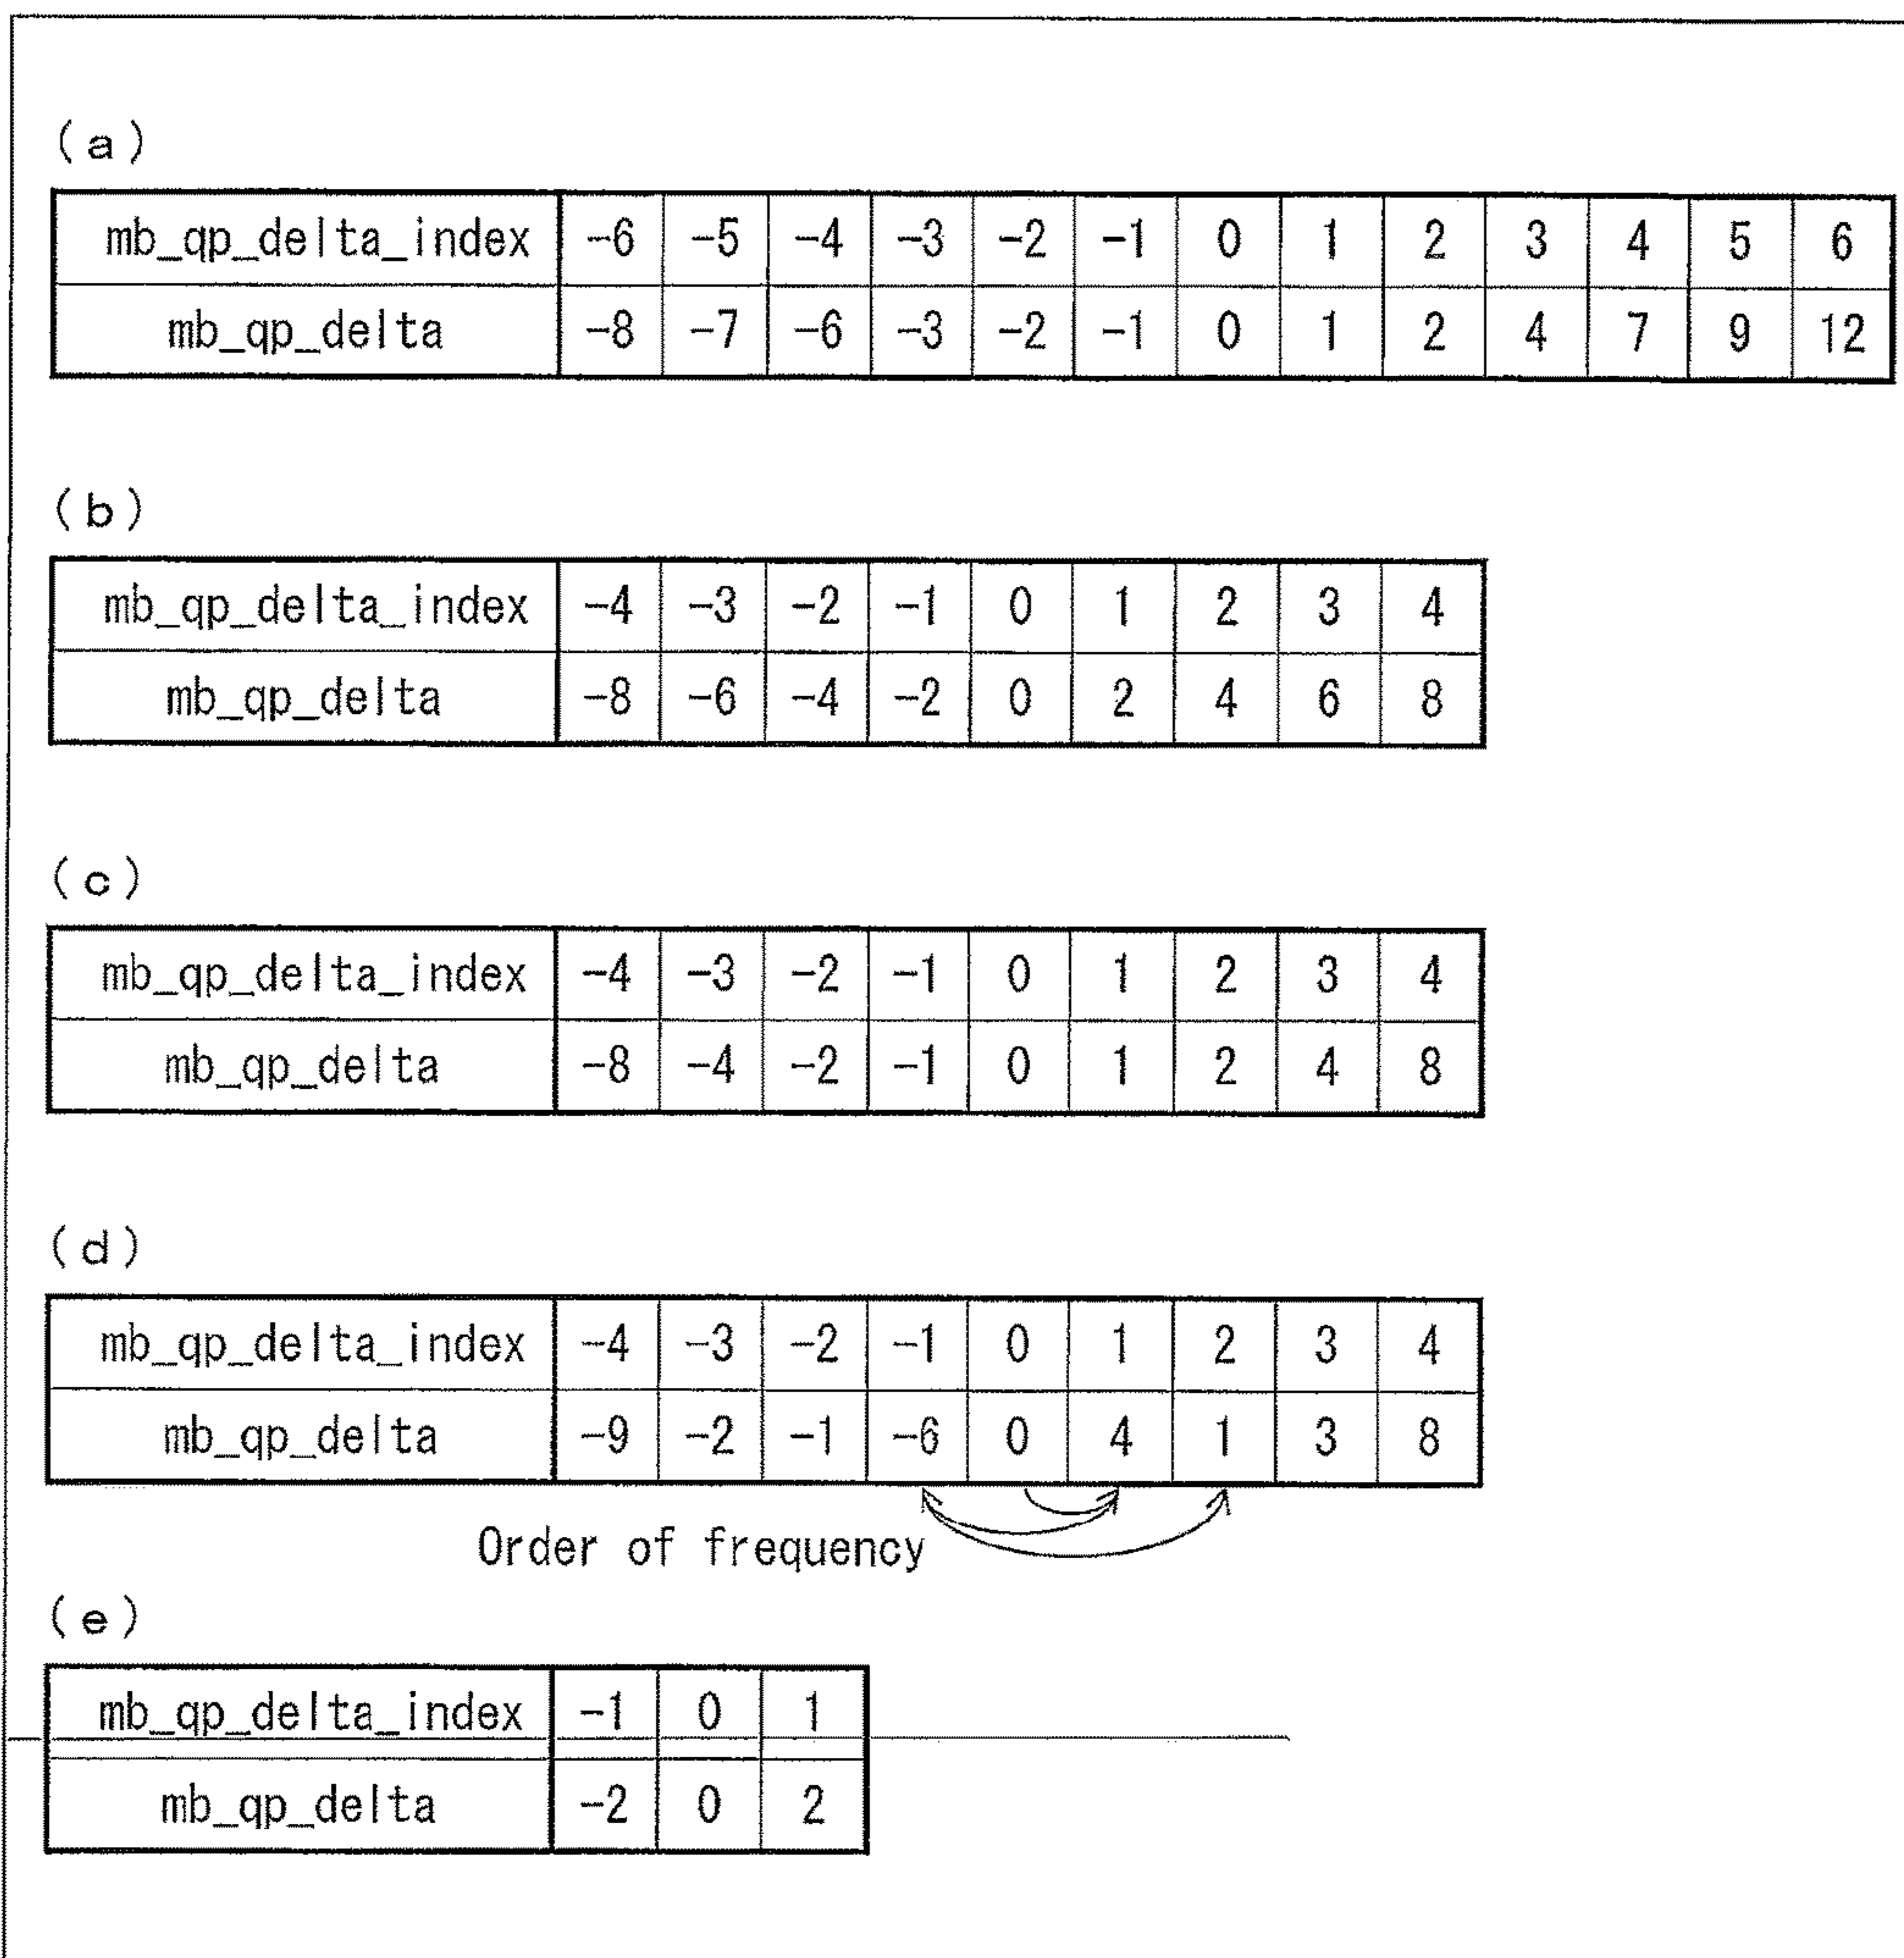 (a)
mb_qp_delta_index -6 -5 -4 -3 -2 -1 0 1 2 3 4 5 6
mb_qp_delta -8 -7 -6 -3 -2 -1 0 1 2 4 7 9 12
(b)
mb_qp_delta_index -4 -3 -2 -1 0 1 2 3 4
mb_qp_delta -8 -6 -4 -2 0 2 4 6 8
(c)
mb_qp_delta_index -4 -3 -2 -1 0 1 2 3 4
mb_qp_delta -8 -4 -2 -1 0 1 2 4 8
(d)
mb_qp_delta_index -4 -3 -2 -1 0 1 2 3 4
mb_qp_delta -9 -2 -1 -6 0 4 1 3 8
Order of frequency
(e)
mb_qp_delta_index -1 0 1
mb_qp_delta -2 0 2